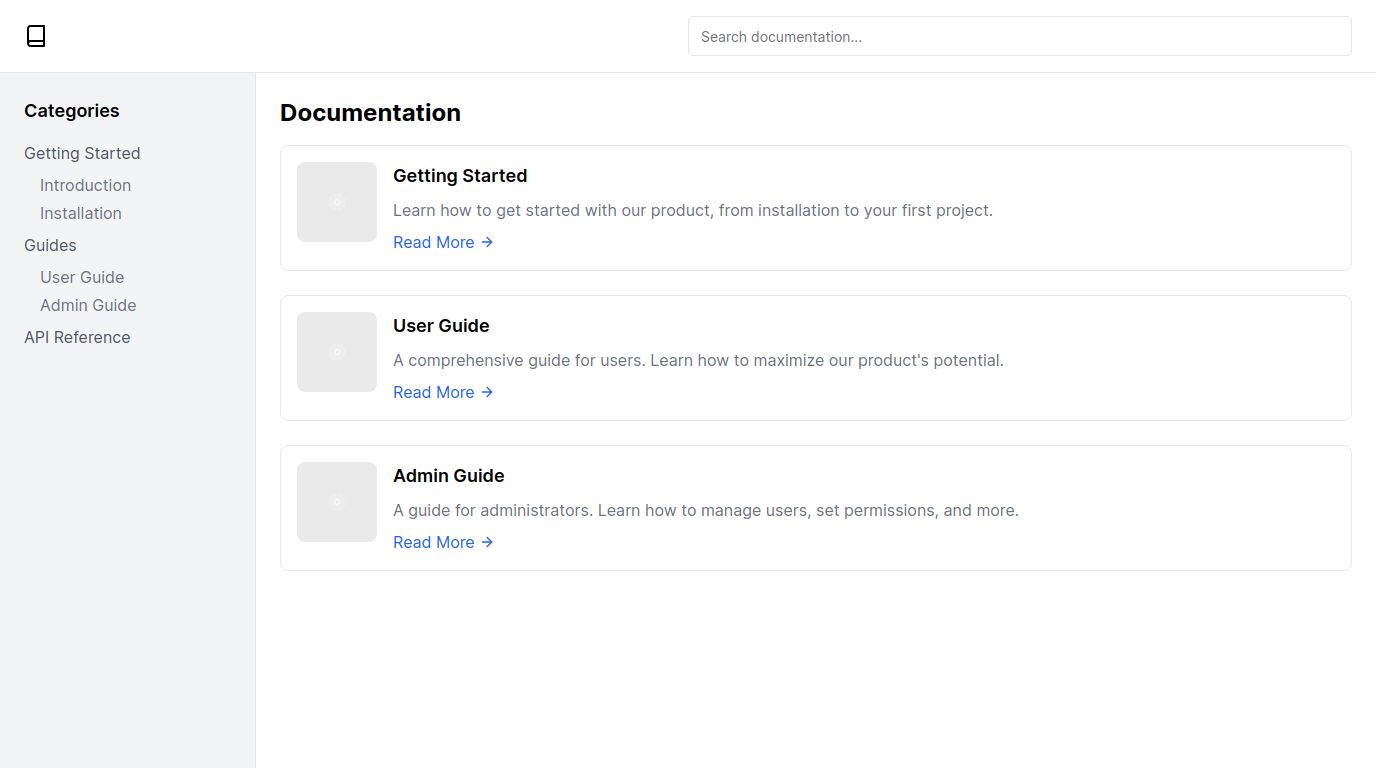 Search documentation...
Categories
Getting Started
Introduction
Installation
Guides
User Guide
Admin Guide
API Reference
Documentation
Getting Started
Learn how to get started with our product, from installation to your first project.
Read More →
User Guide
A comprehensive guide for users. Learn how to maximize our product's potential.
Read More →
Admin Guide
A guide for administrators. Learn how to manage users, set permissions, and more.
Read More →